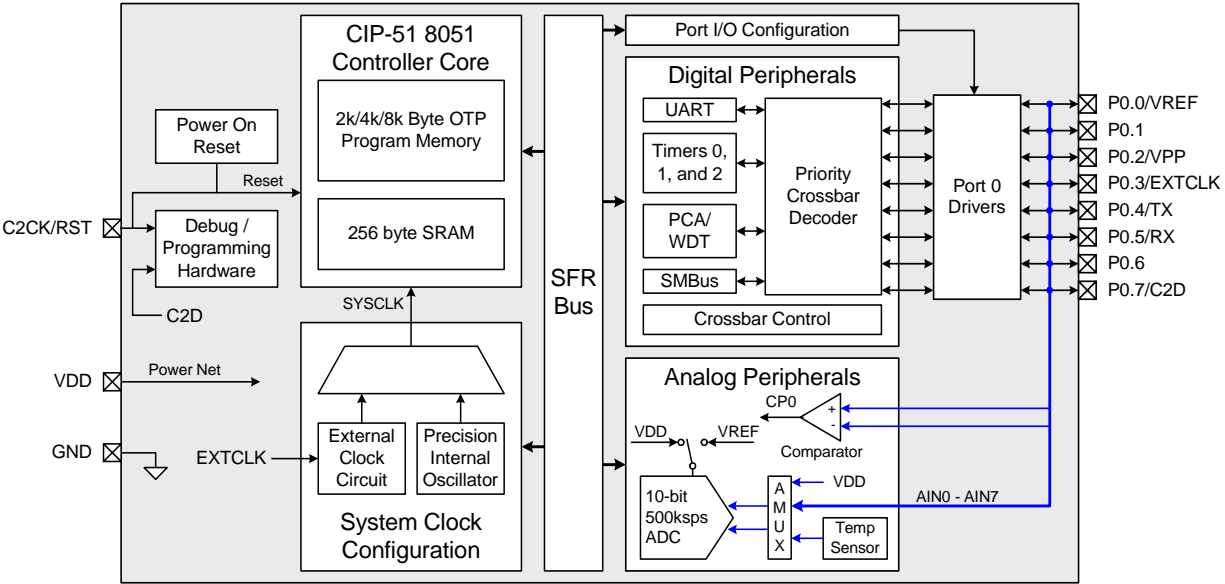 CIP-51 8051
Controller Core
2k/4k/8k Byte OTP
Program Memory
256 byte SRAM
Power On
Reset
Reset
C2CK/RST
Debug /
Programming
Hardware
C2D
VDD
Power Net
GND
SYSCLK
EXTCLK
External
Clock
Circuit
Precision
Internal
Oscillator
System Clock
Configuration
SFR
Bus
Port I/O Configuration
Digital Peripherals
UART
Timers 0,
1, and 2
PCA/
WDT
SMBus
Priority
Crossbar
Decoder
Crossbar Control
Port 0
Drivers
P0.0/VREF
P0.1
P0.2/VPP
P0.3/EXTCLK
P0.4/TX
P0.5/RX
P0.6
P0.7/C2D
Analog Peripherals
CP0
+
-
Comparator
VDD
VREF
10-bit
500ksps
ADC
A
M
U
X
VDD
AIN0 - AIN7
Temp
Sensor